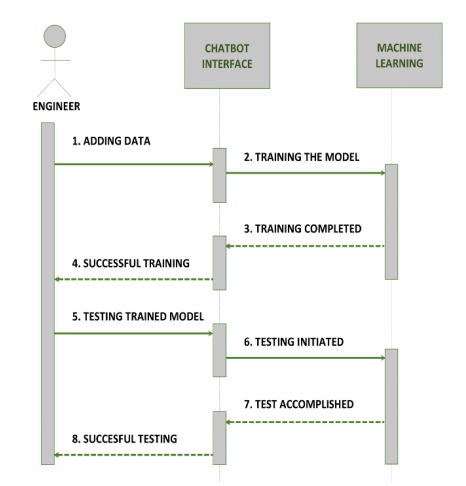 CHATBOT
INTERFACE
MACHINE
LEARNING
ENGINEER
1. ADDING DATA
2. TRAINING THE MODEL
3. TRAINING COMPLETED
4. SUCCESSFUL TRAINING
5. TESTING TRAINED MODEL
6. TESTING INITIATED
7. TEST ACCOMPLISHED
8. SUCCESFUL TESTING